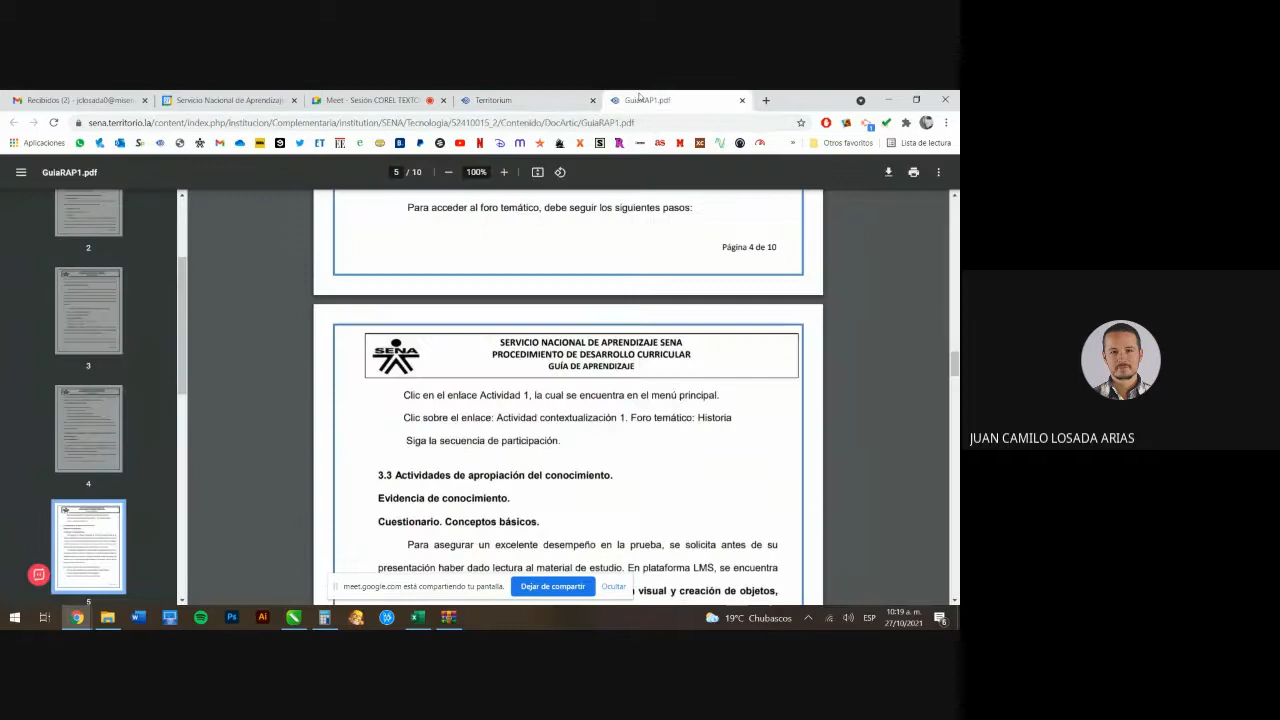 Recibidos (2) - jclosada0@misen
Servicio Nacional de Aprendizaje
Meet - Sesión COREL TEXTO
Territorium
GuiaRAP1.pdf
sena.territorio.la/content/index.php/institucion/Complementaria/institution/SENA/Tecnologia/52410015_2/Contenido/DocArtic/GuiaRAP1.pdf
Aplicaciones
Otros favoritos
Lista de lectura
GuiaRAP1.pdf
5 / 10
100%
Para acceder al foro temático, debe seguir los siguientes pasos:
Página 4 de 10
2
3
4
5
SENA
SERVICIO NACIONAL DE APRENDIZAJE SENA
PROCEDIMIENTO DE DESARROLLO CURRICULAR
GUÍA DE APRENDIZAJE
Clic en el enlace Actividad 1, la cual se encuentra en el menú principal.
Clic sobre el enlace: Actividad contextualización 1. Foro temático: Historia
Siga la secuencia de participación.
3.3 Actividades de apropiación del conocimiento.
Evidencia de conocimiento.
Cuestionario. Conceptos básicos.
Para asegurar un excelente desempeño en la prueba, se solicita antes de su
presentación haber dado lectura al material de estudio. En plataforma LMS, se encuentra
visual y creación de objetos,
meet.google.com está compartiendo tu pantalla.
Dejar de compartir
Ocultar
19°C Chubascos
ESP
10:19 a. m.
27/10/2021
JUAN CAMILO LOSADA ARIAS